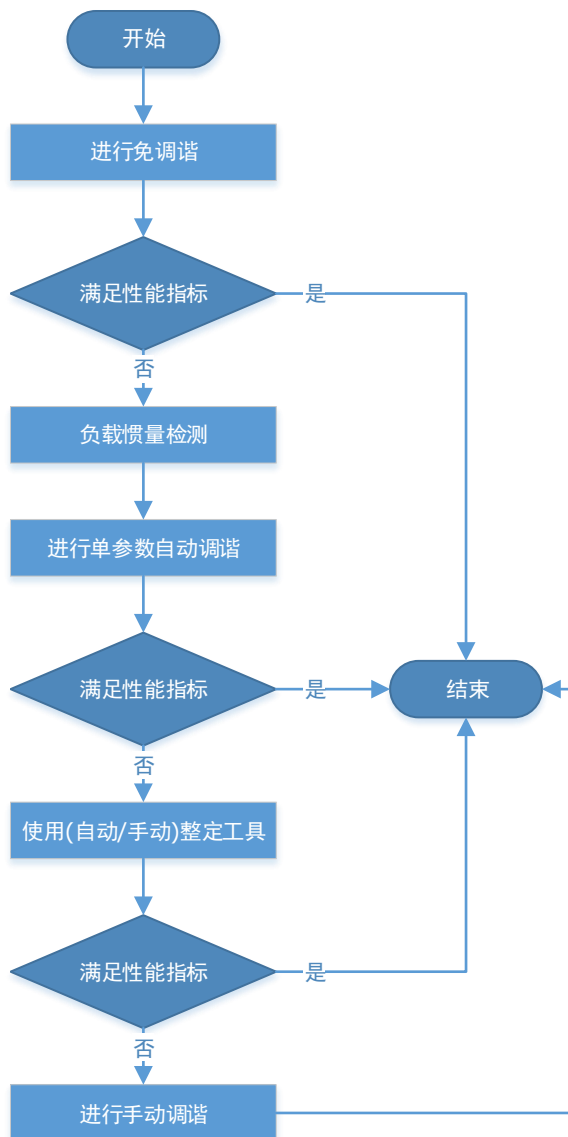 开始
进行免调谐
满足性能指标
是
否
负载惯量检测
进行单参数自动调谐
满足性能指标
是
结束
否
使用(自动/手动)整定工具
满足性能指标
是
否
进行手动调谐